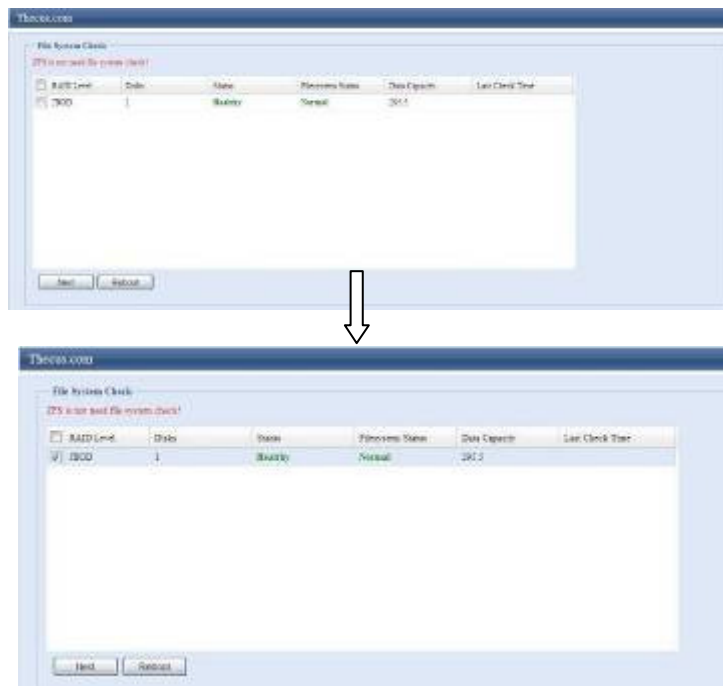 Thecus.com
File System Check
ZFS is not need file system check!
RAID Level Disks Status Filesystem Status Data Capacity Last Check Time
JBOD 1 Healthy Normal
Next Reboot
Thecus.com
File System Check
ZFS is not need file system check!
RAID Level Disks Status Filesystem Status Data Capacity Last Check Time
JBOD 1 Healthy Normal
Next Reboot